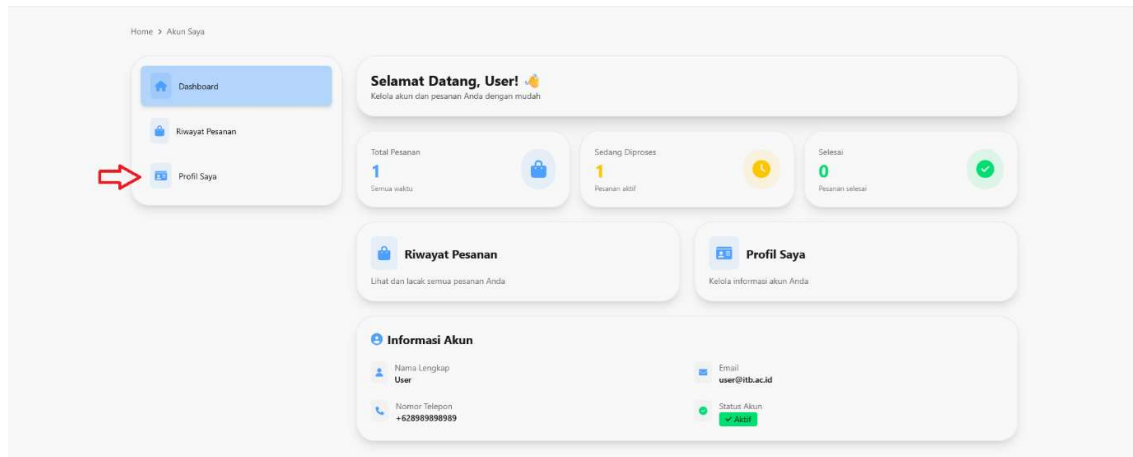 Home > Akun Saya
Dashboard
Riwayat Pesanan
Profil Saya
Selamat Datang, User! 👋
Kelola akun dan pesanan Anda dengan mudah
Total Pesanan
1
Semua waktu
Sedang Diproses
1
Pesanan aktif
Selesai
0
Pesanan selesai
Riwayat Pesanan
Lihat dan lacak semua pesanan Anda
Profil Saya
Kelola informasi akun Anda
Informasi Akun
Nama Lengkap
User
Email
user@itb.ac.id
Nomor Telepon
+628989898989
Status Akun
✓ Aktif